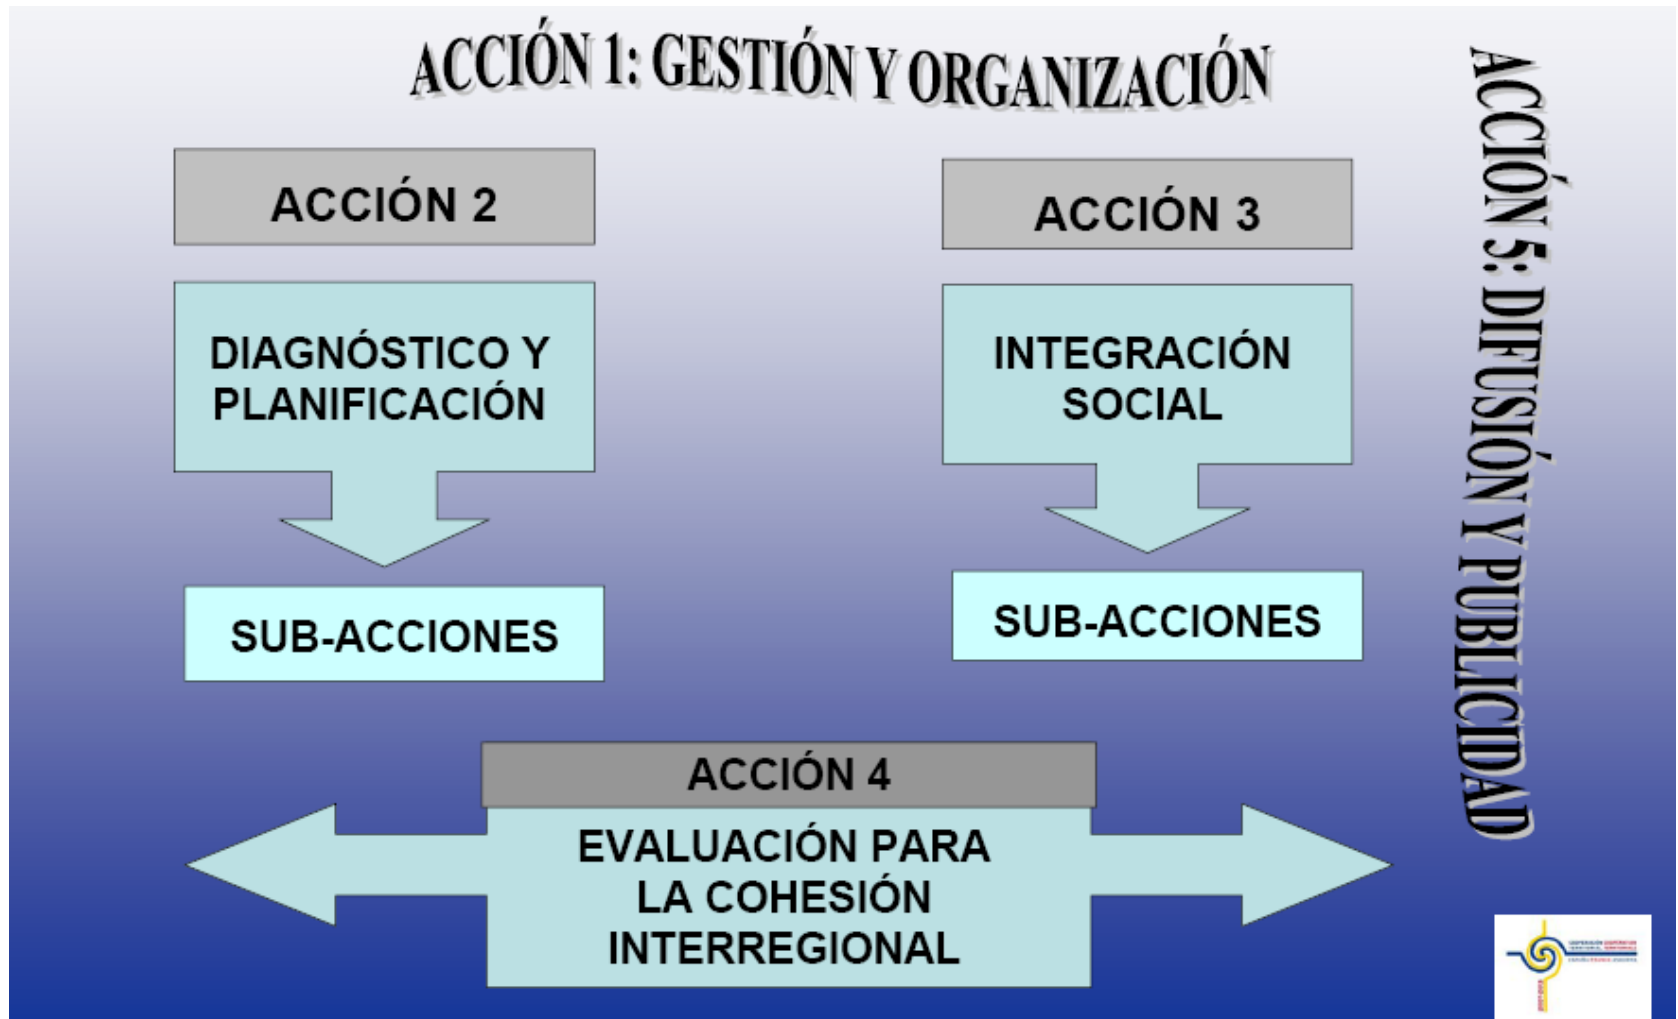 ACCIÓN 1: GESTIÓN Y ORGANIZACIÓN
ACCIÓN 2
DIAGNÓSTICO Y
PLANIFICACIÓN
SUB-ACCIONES
ACCIÓN 3
INTEGRACIÓN
SOCIAL
SUB-ACCIONES
ACCIÓN 4
EVALUACIÓN PARA
LA COHESIÓN
INTERREGIONAL
ACCIÓN 5: DIFUSIÓN Y PUBLICIDAD